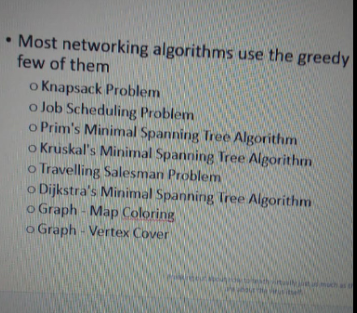 • Most networking algorithms use the greedy
few of them
o Knapsack Problem
o Job Scheduling Problem
o Prim's Minimal Spanning Tree Algorithm
o Kruskal's Minimal Spanning Tree Algorithm
o Travelling Salesman Problem
o Dijkstra's Minimal Spanning Tree Algorithm
o Graph - Map Coloring
o Graph - Vertex Cover